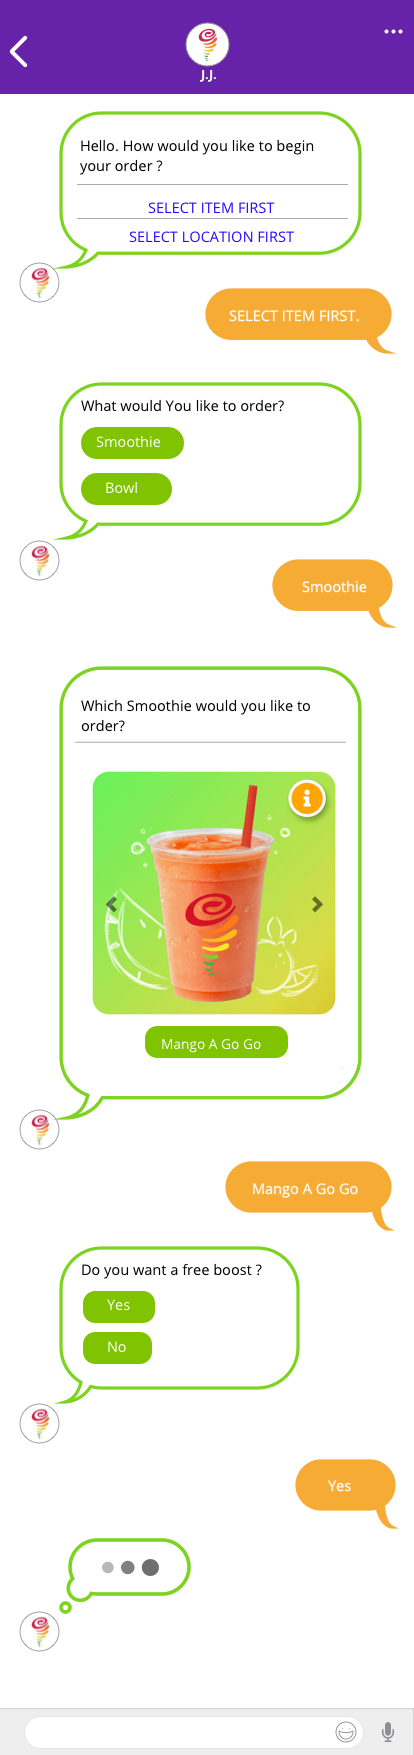 J.J.
Hello. How would you like to begin
your order ?
SELECT ITEM FIRST
SELECT LOCATION FIRST
SELECT ITEM FIRST.
What would You like to order?
Smoothie
Bowl
Smoothie
Which Smoothie would you like to
order?
Mango A Go Go
Mango A Go Go
Do you want a free boost ?
Yes
No
Yes